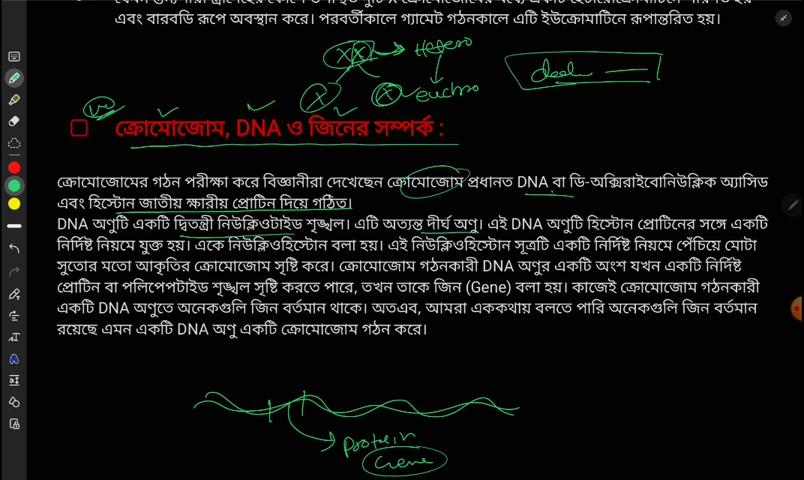 এবং বারবডি রূপে অবস্থান করে। পরবর্তীকালে গ্যামেট গঠনকালে এটি ইউক্রোমাটিনে রূপান্তরিত হয়।
XX → Hetero
X X euchro
ক্রোমোজোম, DNA ও জিনের সম্পর্ক :
ক্রোমোজোমের গঠন পরীক্ষা করে বিজ্ঞানীরা দেখেছেন ক্রোমোজোম প্রধানত DNA বা ডি-অক্সিরাইবোনিউক্লিক অ্যাসিড
এবং হিস্টোন জাতীয় ক্ষারীয় প্রোটিন দিয়ে গঠিত।
DNA অণুটি একটি দ্বিতন্ত্রী নিউক্লিওটাইড শৃঙ্খল। এটি অত্যন্ত দীর্ঘ অণু। এই DNA অণুটি হিস্টোন প্রোটিনের সঙ্গে একটি
নির্দিষ্ট নিয়মে যুক্ত হয়। একে নিউক্লিওহিস্টোন বলা হয়। এই নিউক্লিওহিস্টোন সূত্রটি একটি নির্দিষ্ট নিয়মে পেঁচিয়ে মোটা
সুতোর মতো আকৃতির ক্রোমোজোম সৃষ্টি করে। ক্রোমোজোম গঠনকারী DNA অণুর একটি অংশ যখন একটি নির্দিষ্ট
প্রোটিন বা পলিপেপটাইড শৃঙ্খল সৃষ্টি করতে পারে, তখন তাকে জিন (Gene) বলা হয়। কাজেই ক্রোমোজোম গঠনকারী
একটি DNA অণুতে অনেকগুলি জিন বর্তমান থাকে। অতএব, আমরা এককথায় বলতে পারি অনেকগুলি জিন বর্তমান
রয়েছে এমন একটি DNA অণু একটি ক্রোমোজোম গঠন করে।
Protein
Gene